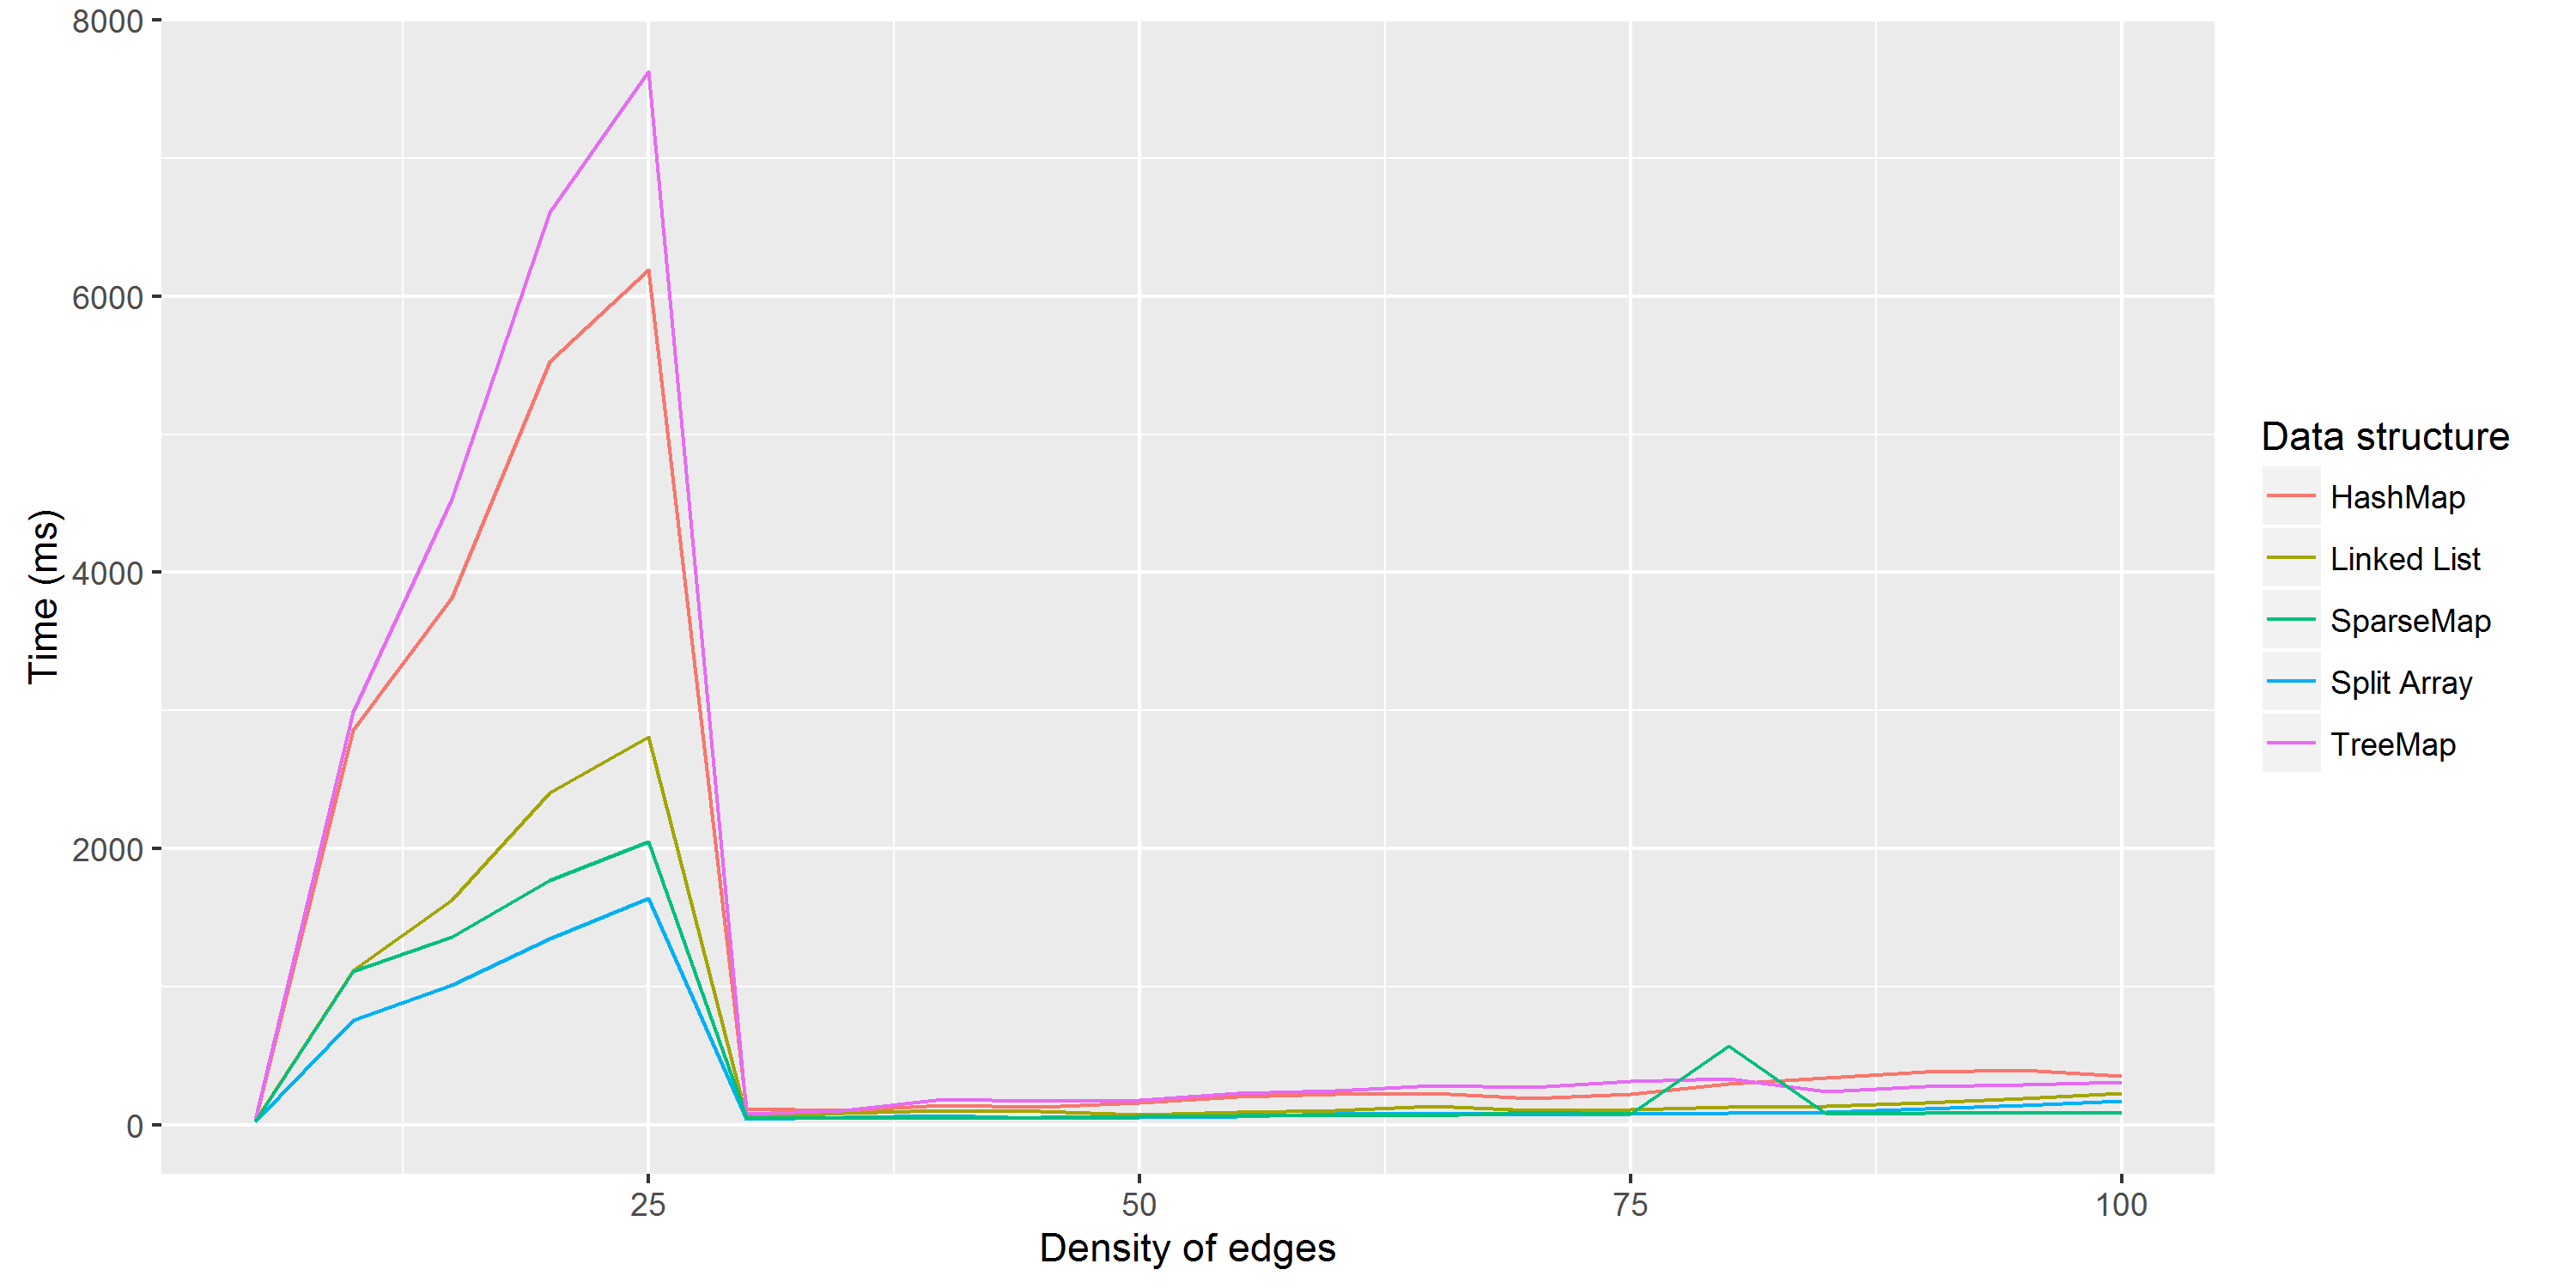 8000
6000
4000
2000
0
Time (ms)
25 50 75 100
Density of edges
Data structure
HashMap
Linked List
SparseMap
Split Array
TreeMap